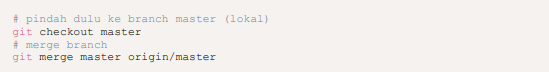 # pindah dulu ke branch master (lokal)
git checkout master
# merge branch
git merge master origin/master